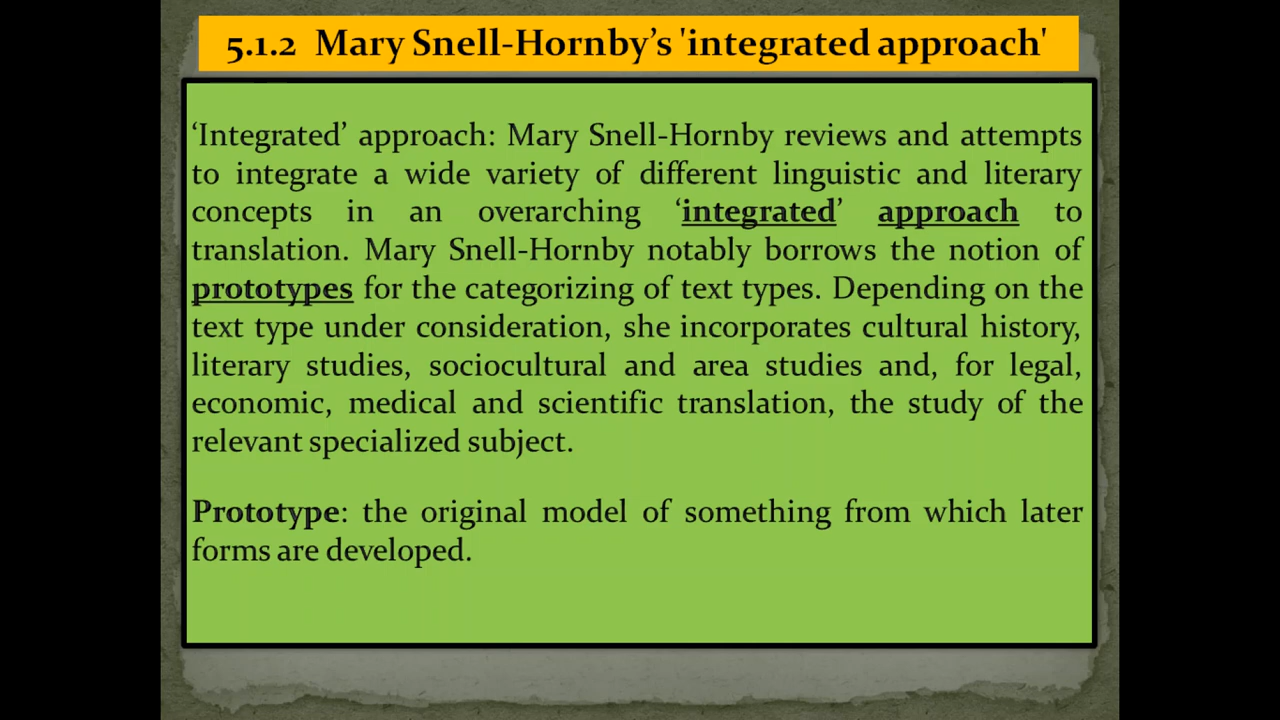 5.1.2 Mary Snell-Hornby’s 'integrated approach'
‘Integrated’ approach: Mary Snell-Hornby reviews and attempts
to integrate a wide variety of different linguistic and literary
concepts in an overarching ‘integrated’ approach to
translation. Mary Snell-Hornby notably borrows the notion of
prototypes for the categorizing of text types. Depending on the
text type under consideration, she incorporates cultural history,
literary studies, sociocultural and area studies and, for legal,
economic, medical and scientific translation, the study of the
relevant specialized subject.
Prototype: the original model of something from which later
forms are developed.